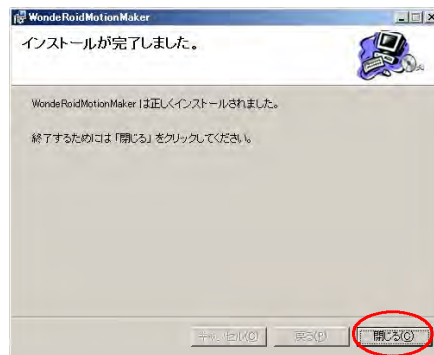 WondeRoidMotionMaker
インストールが完了しました。
WondeRoidMotionMaker は正しくインストールされました。
終了するためには「閉じる」をクリックしてください。
キャンセル(C) 戻る(P) 閉じる(C)